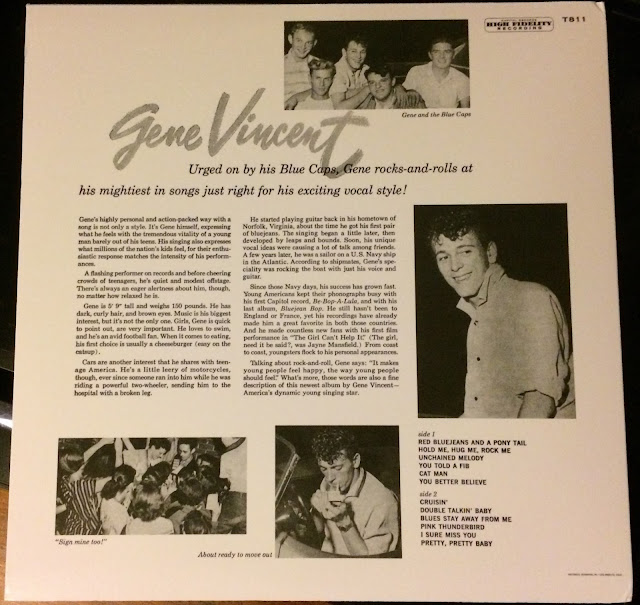 HIGH FIDELITY
RECORDING
T811
Gene and the Blue Caps
Gene Vincent
Urged on by his Blue Caps, Gene rocks-and-rolls at
his mightiest in songs just right for his exciting vocal style!
Gene's highly personal and action-packed way with a
song is not only a style. It's Gene himself, expressing
what he feels with the tremendous vitality of a young
man barely out of his teens. His singing also expresses
what millions of the nation's kids feel, for their enthu-
siastic response matches the intensity of his perform-
ances.
A flashing performer on records and before cheering
crowds of teenagers, he's quiet and modest offstage.
There's always an eager alertness about him, though,
no matter how relaxed he is.
Gene is 5' 9" tall and weighs 150 pounds. He has
dark, curly hair, and brown eyes. Music is his biggest
interest, but it's not the only one. Girls, Gene is quick
to point out, are very important. He loves to swim,
and he's an avid football fan. When it comes to eating,
his first choice is usually a cheeseburger (easy on the
catsup).
Cars are another interest that he shares with teen-
age America. He's a little leery of motorcycles,
though, ever since someone ran into him while he was
riding a powerful two-wheeler, sending him to the
hospital with a broken leg.
He started playing guitar back in his hometown of
Norfolk, Virginia, about the time he got his first pair
of bluejeans. The singing began a little later, then
developed by leaps and bounds. Soon, his unique
vocal ideas were causing a lot of talk among friends.
A few years later, he was a sailor on a U.S. Navy ship
in the Atlantic. According to shipmates, Gene's spe-
ciality was rocking the boat with just his voice and
guitar.
Since those Navy days, his success has grown fast.
Young Americans kept their phonographs busy with
his first Capitol record, Be-Bop-A-Lula, and with his
last album, Bluejean Bop. He still hasn't been to
England or France, yet his recordings have already
made him a great favorite in both those countries.
And he made countless new fans with his first film
performance in "The Girl Can't Help It." (The girl,
need it be said?, was Jayne Mansfield.) From coast
to coast, youngsters flock to his personal appearances.
Talking about rock-and-roll, Gene says: "It makes
young people feel happy, the way young people
should feel." What's more, those words are also a fine
description of this newest album by Gene Vincent—
America's dynamic young singing star.
side 1
RED BLUEJEANS AND A PONY TAIL
HOLD ME, HUG ME, ROCK ME
UNCHAINED MELODY
YOU TOLD A FIB
CAT MAN
YOU BETTER BELIEVE
side 2
CRUISIN'
DOUBLE TALKIN' BABY
BLUES STAY AWAY FROM ME
PINK THUNDERBIRD
I SURE MISS YOU
PRETTY, PRETTY BABY
"Sign mine too!"
About ready to move out